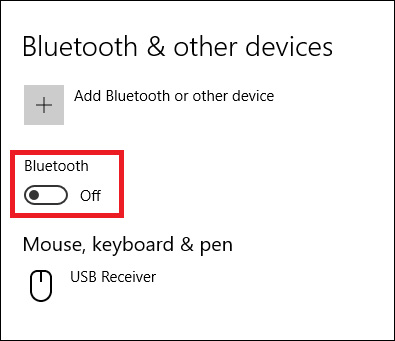 Bluetooth & other devices
Add Bluetooth or other device
Bluetooth
Off
Mouse, keyboard & pen
USB Receiver